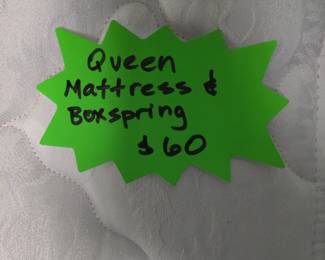 Queen
Mattress &
Boxspring
$60